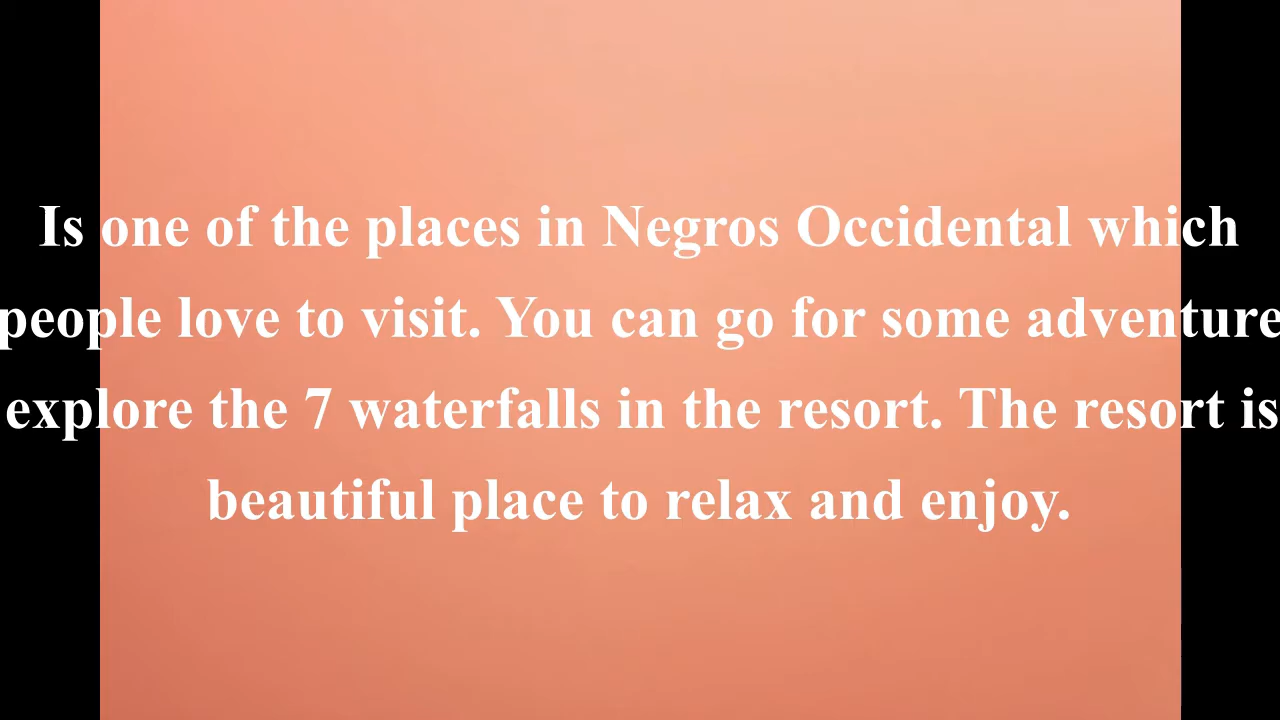 Is one of the places in Negros Occidental which
people love to visit. You can go for some adventure
explore the 7 waterfalls in the resort. The resort is
beautiful place to relax and enjoy.